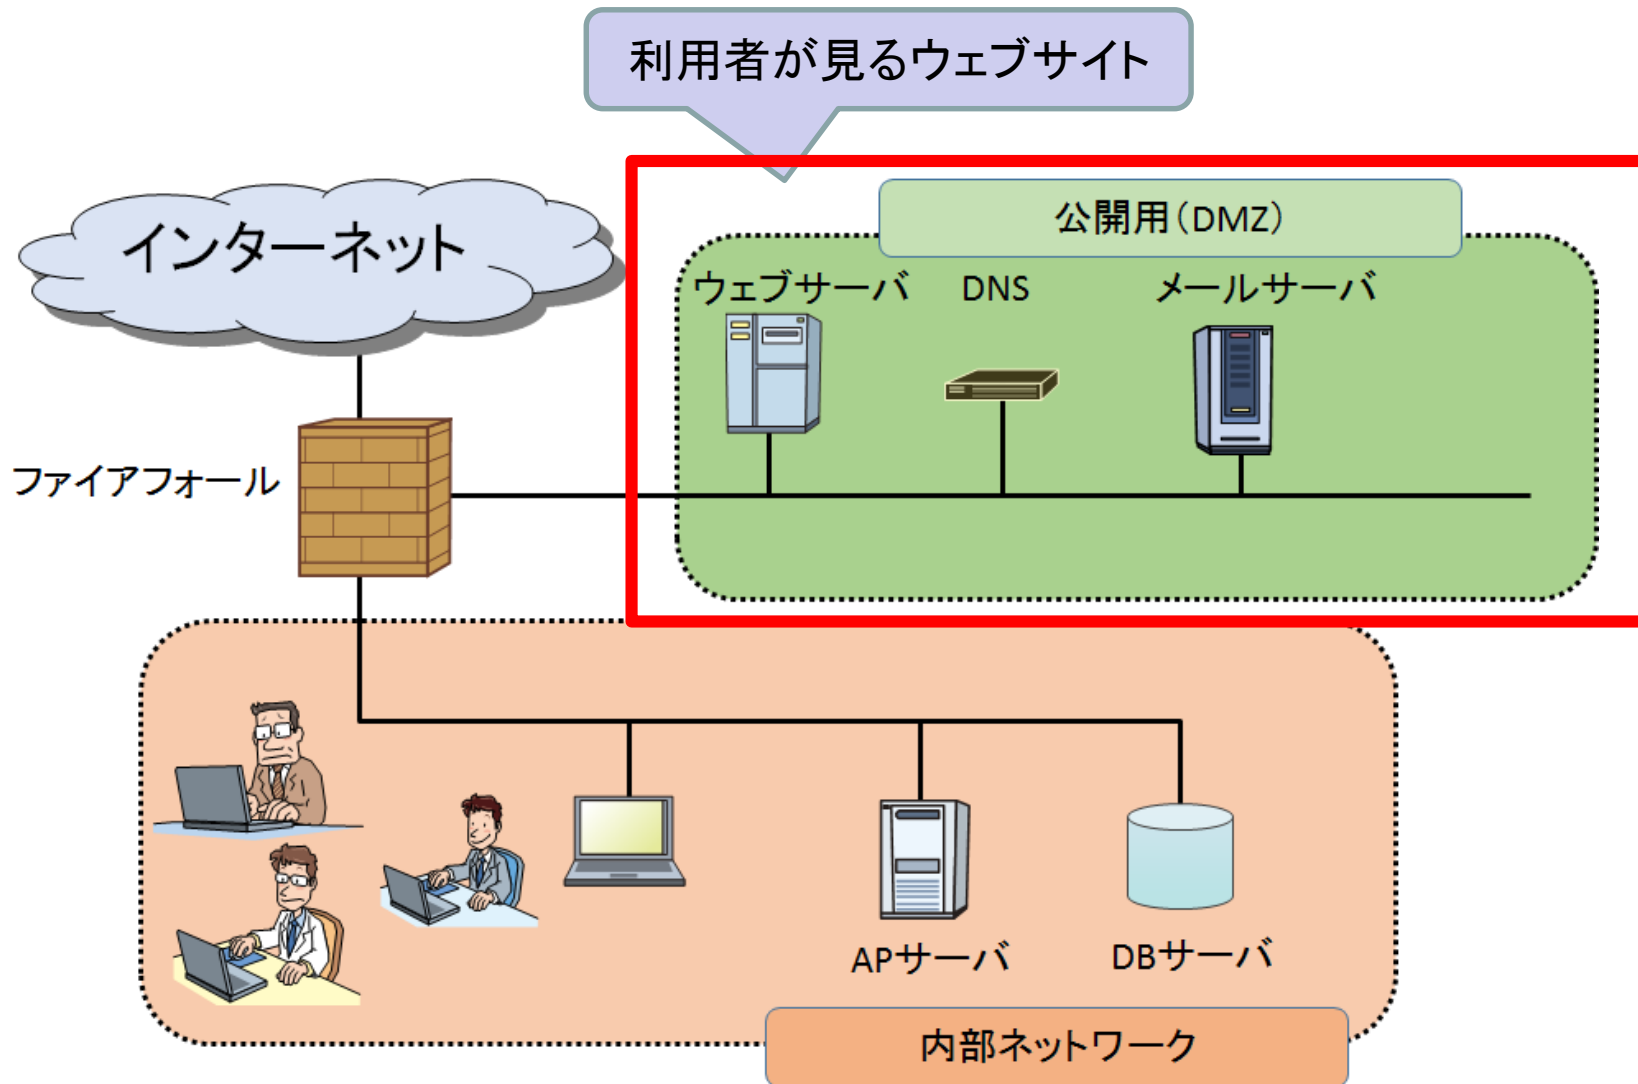 利用者が見るウェブサイト
公開用(DMZ)
インターネット
ウェブサーバ DNS メールサーバ
ファイアフォール
APサーバ DBサーバ
内部ネットワーク